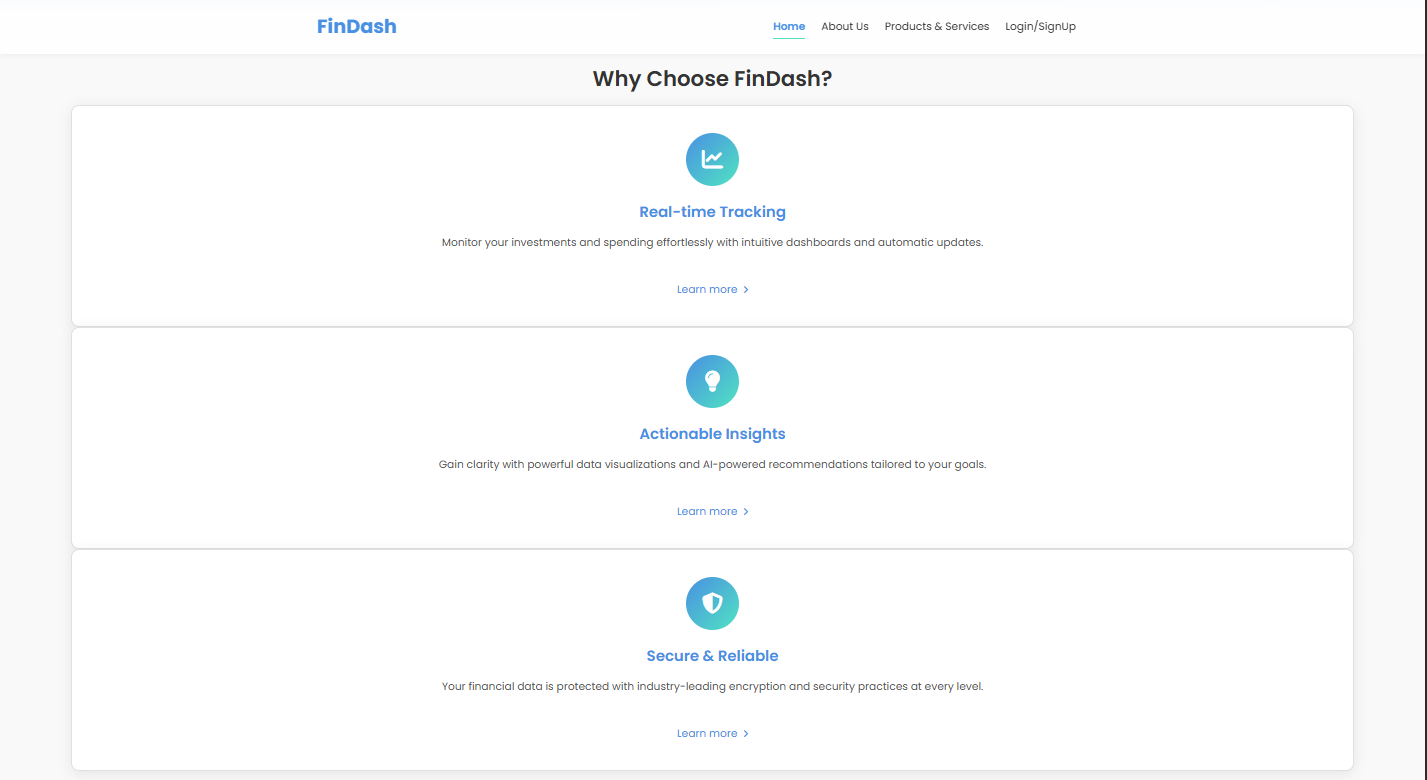 FinDash
Home About Us Products & Services Login/SignUp
Why Choose FinDash?
Real-time Tracking
Monitor your investments and spending effortlessly with intuitive dashboards and automatic updates.
Learn more
Actionable Insights
Gain clarity with powerful data visualizations and AI-powered recommendations tailored to your goals.
Learn more
Secure & Reliable
Your financial data is protected with industry-leading encryption and security practices at every level.
Learn more